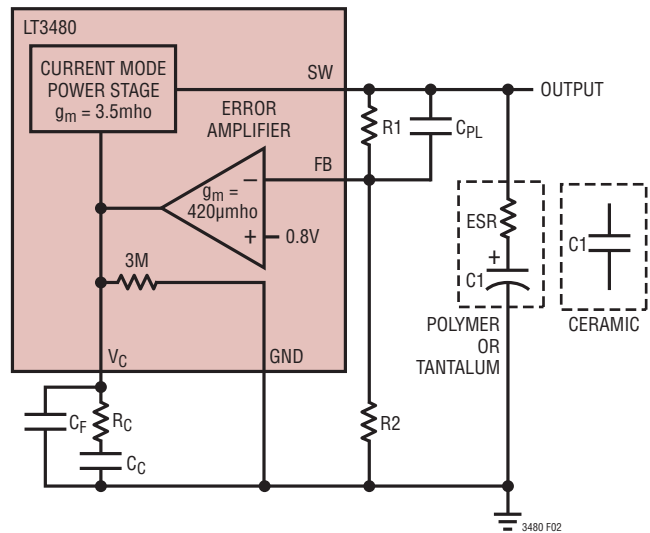 LT3480
CURRENT MODE
POWER STAGE
gm = 3.5mho
SW
OUTPUT
ERROR
AMPLIFIER
R1
CPL
FB
–
gm =
420µmho
+
0.8V
ESR
+
C1
C1
3M
POLYMER
OR
TANTALUM
CERAMIC
VC
GND
CF
RC
R2
CC
3480 F02